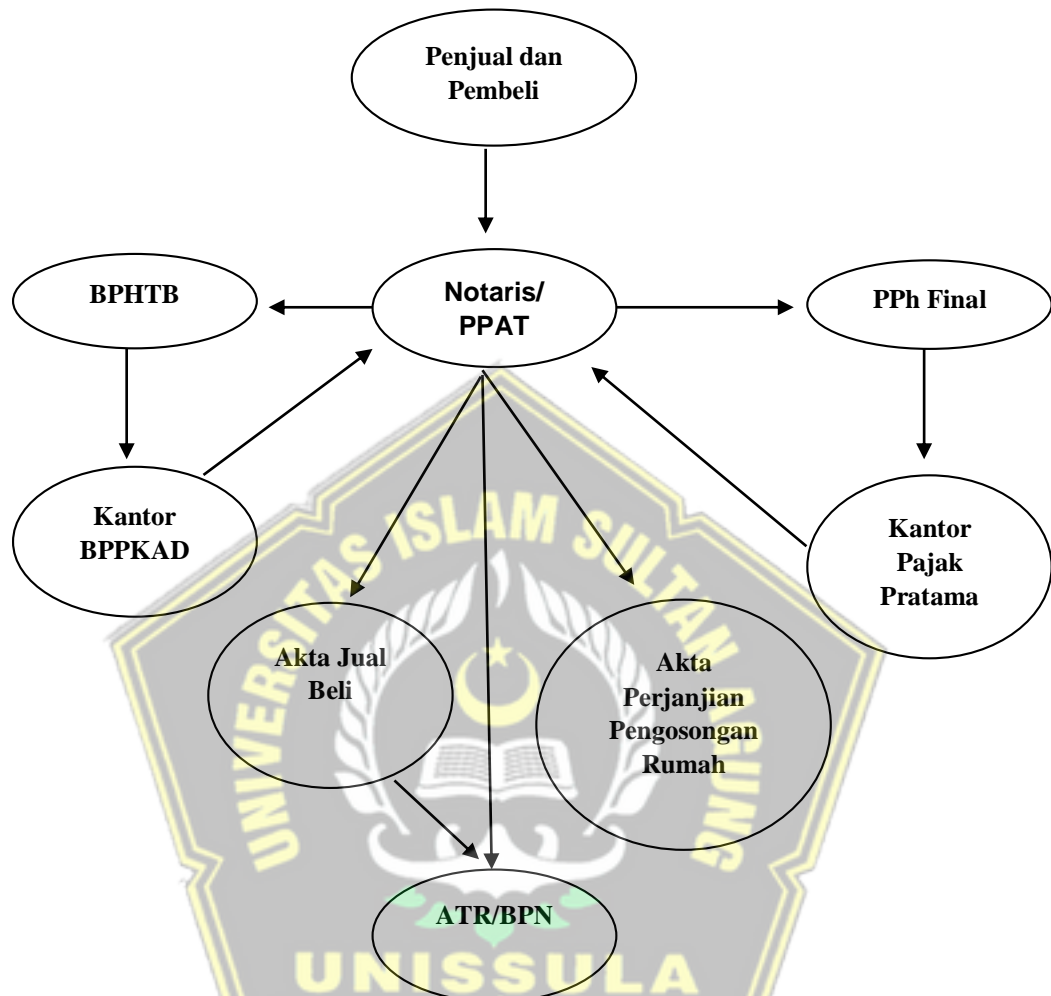 Penjual dan
Pembeli
BPHTB
Notaris/
PPAT
PPh Final
Kantor
BPPKAD
Kantor
Pajak
Pratama
UNIVERSITAS ISLAM SULTAN AGUNG
Akta Jual
Beli
Akta
Perjanjian
Pengosongan
Rumah
ATR/BPN
UNISSULA